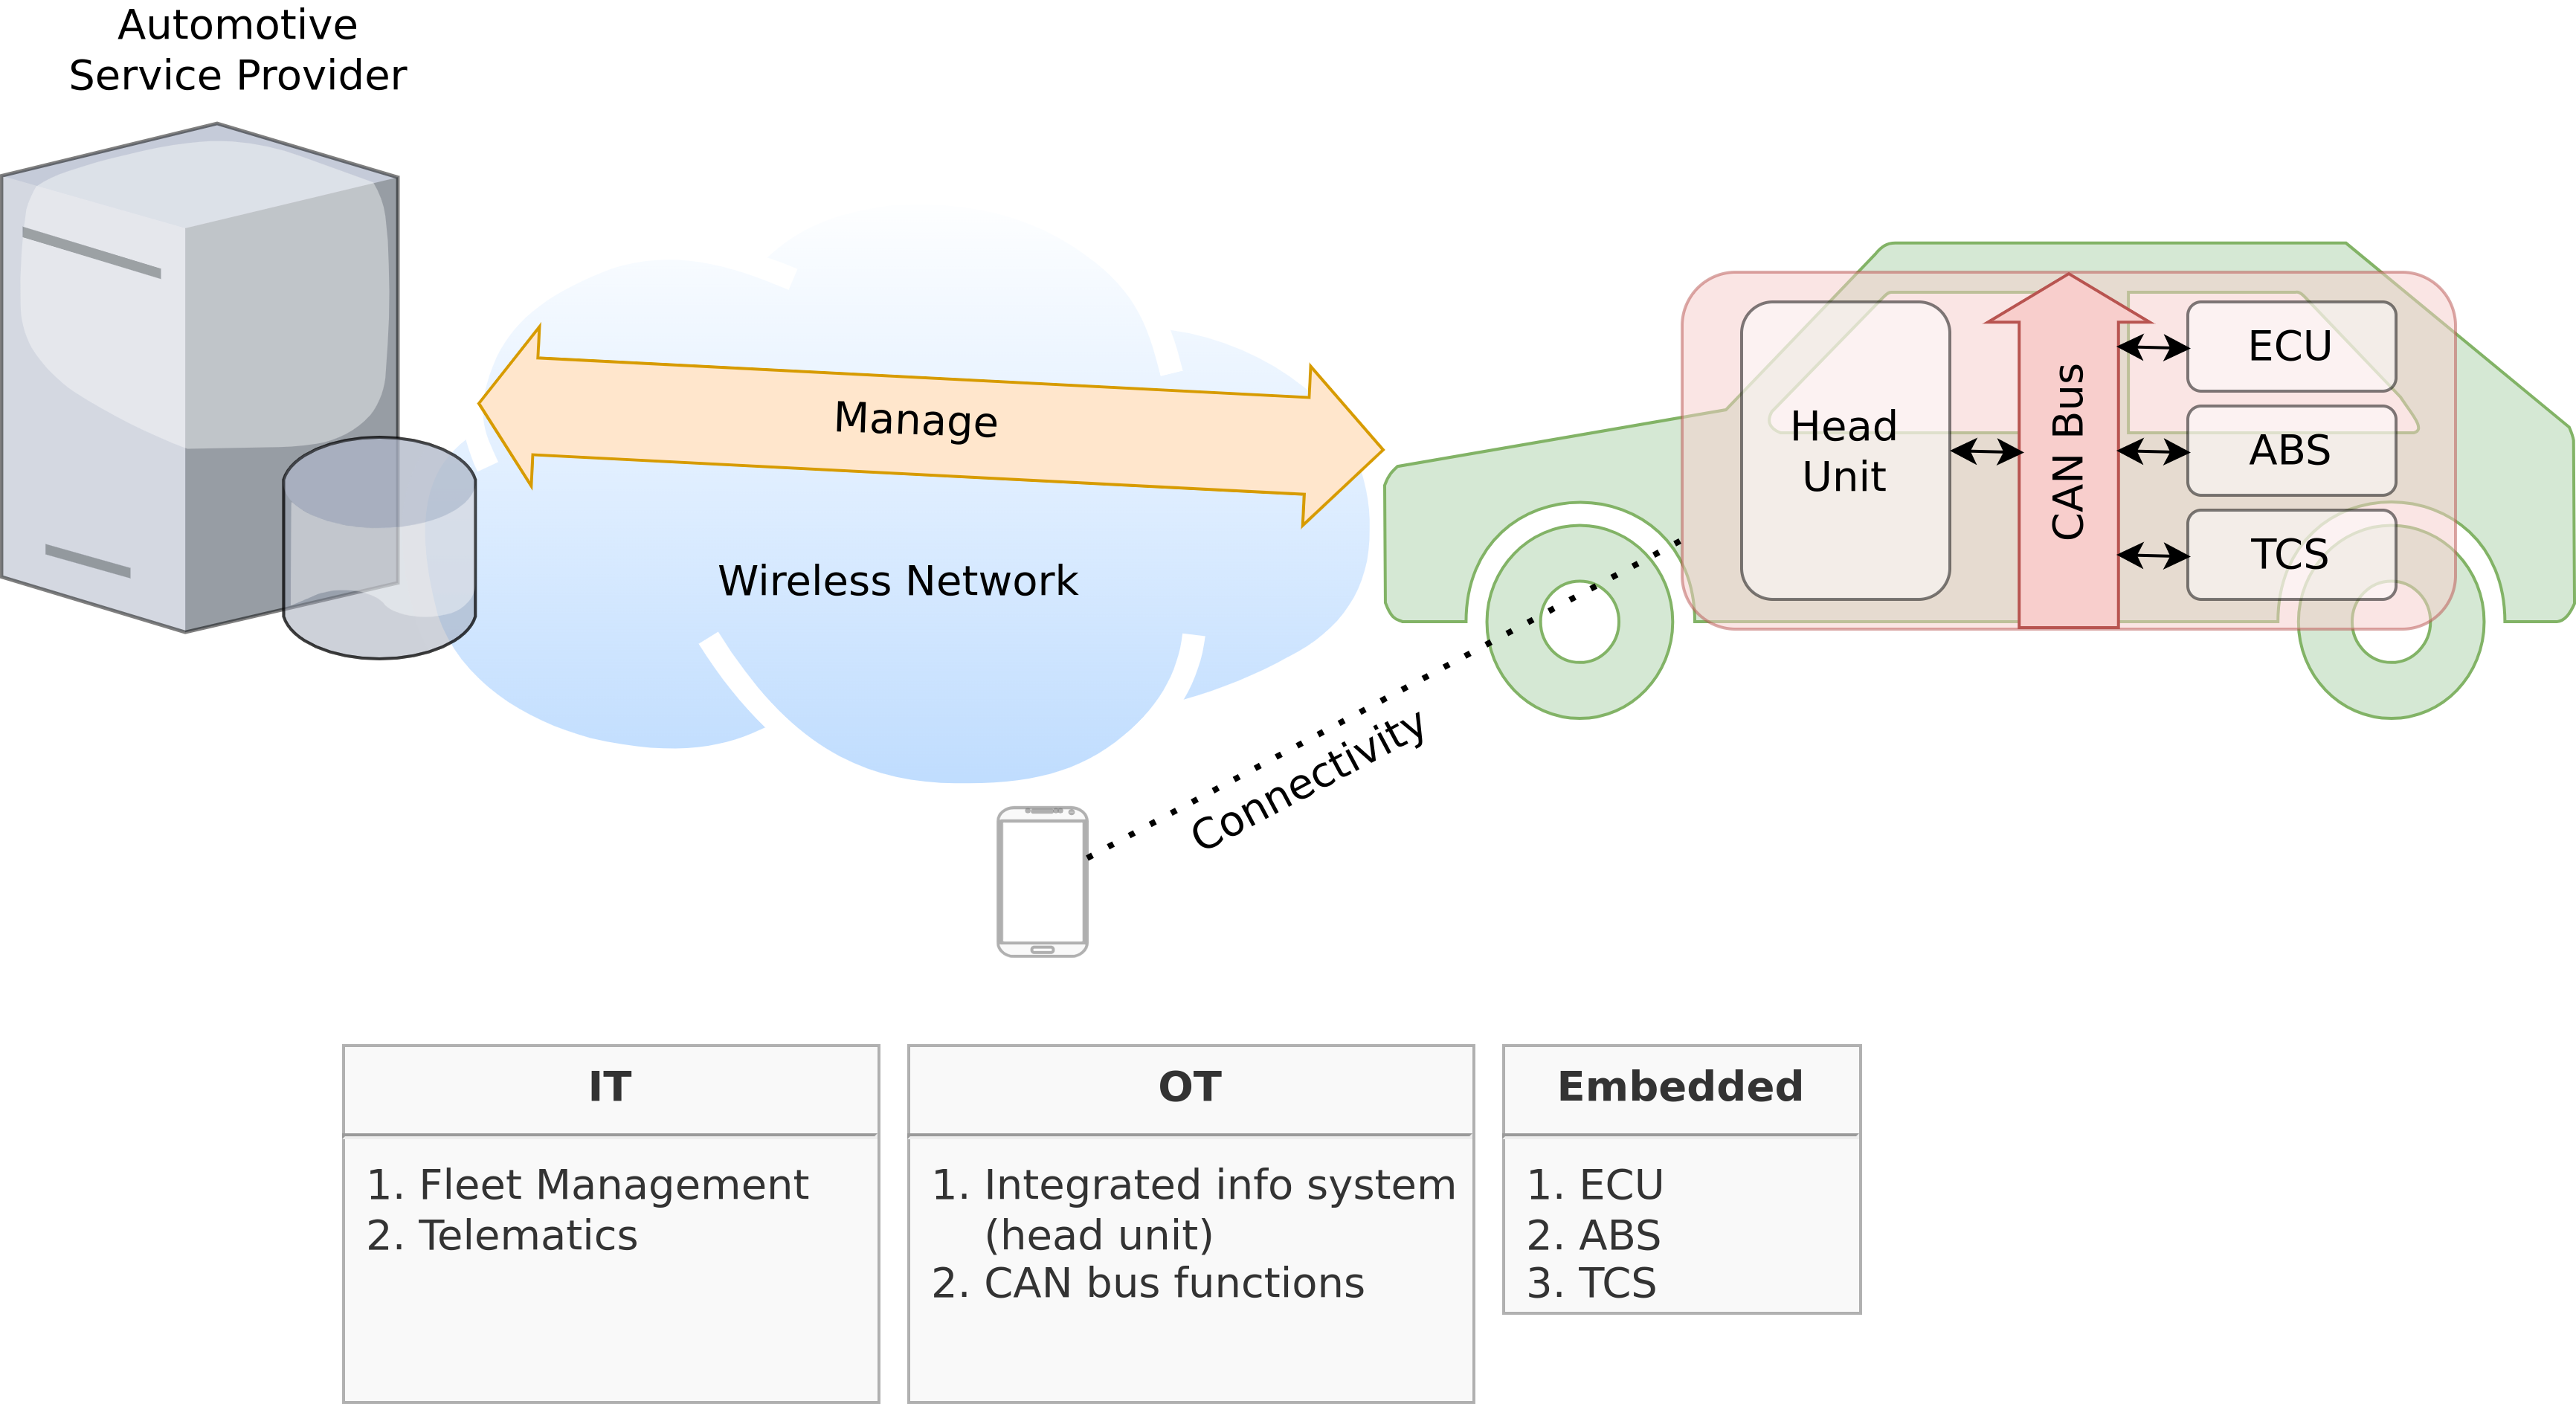 Automotive
Service Provider
Manage
Wireless Network
Connectivity
Head
Unit
CAN Bus
ECU
ABS
TCS
IT
1. Fleet Management
2. Telematics
OT
1. Integrated info system
(head unit)
2. CAN bus functions
Embedded
1. ECU
2. ABS
3. TCS